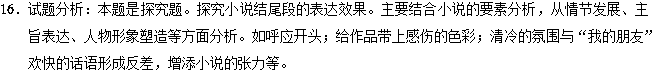 16．试题分析：本题是探究题。探究小说结尾段的表达效果。主要结合小说的要素分析，从情节发展、主
旨表达、人物形象塑造等方面分析。如呼应开头；给作品带上感伤的色彩；清冷的氛围与“我的朋友”
欢快的话语形成反差，增添小说的张力等。